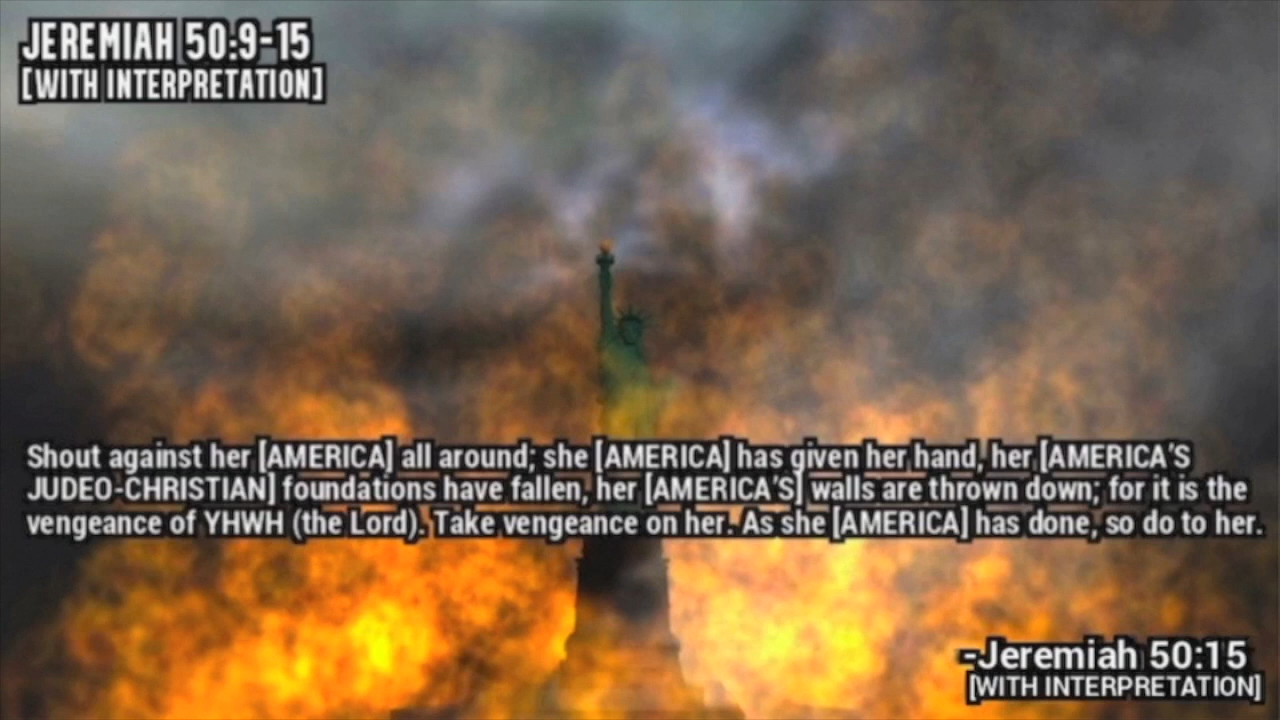 JEREMIAH 50:9-15
[WITH INTERPRETATION]
Shout against her [AMERICA] all around; she [AMERICA] has given her hand, her [AMERICA'S
JUDEO-CHRISTIAN] foundations have fallen, her [AMERICA'S] walls are thrown down; for it is the
vengeance of YHWH (the Lord). Take vengeance on her. As she [AMERICA] has done, so do to her.
-Jeremiah 50:15
[WITH INTERPRETATION]